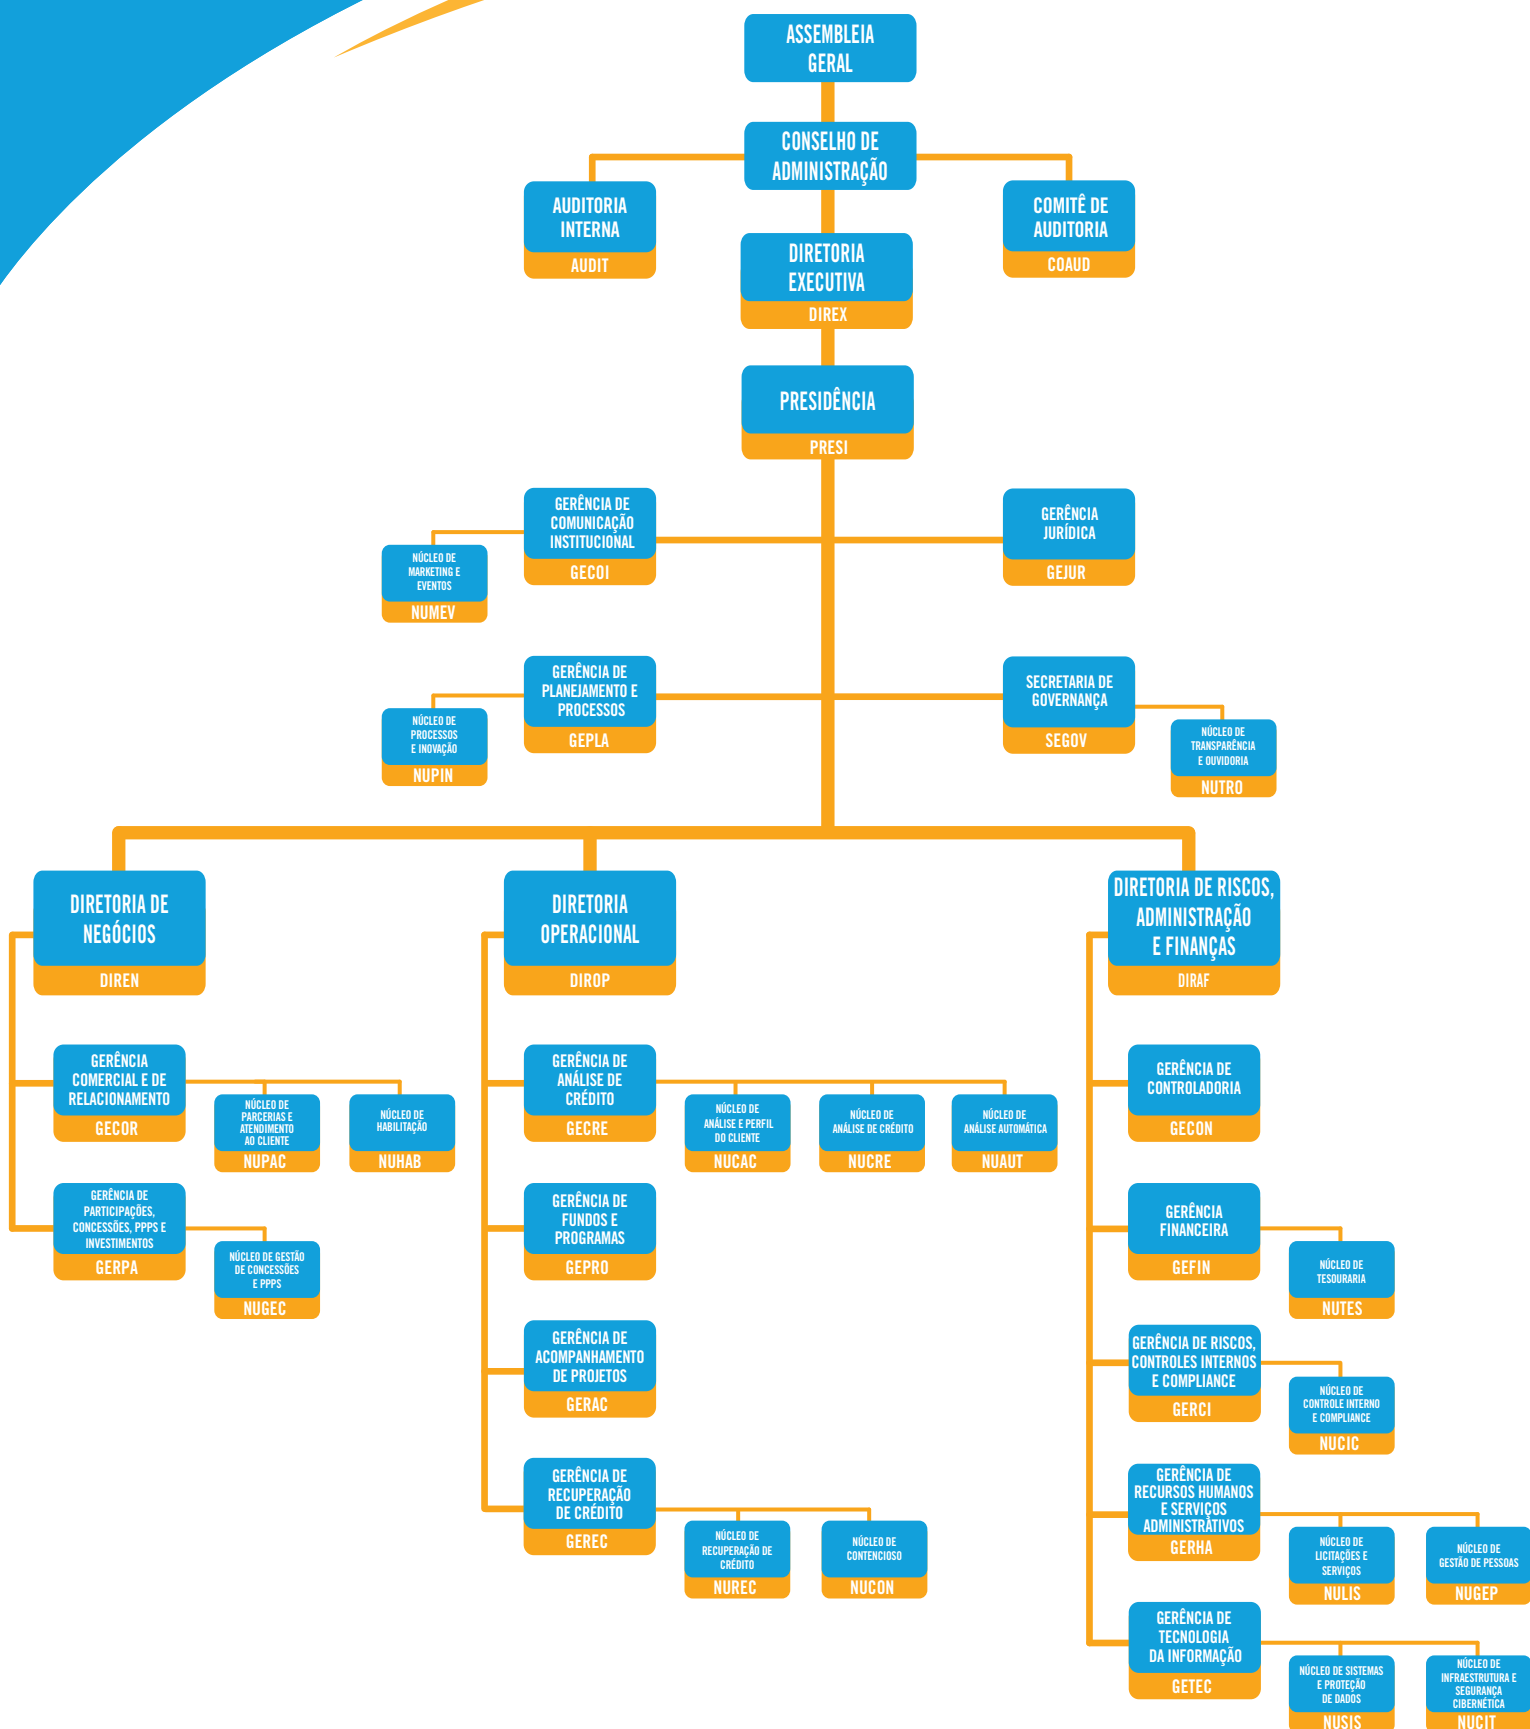 ASSEMBLEIA
GERAL
CONSELHO DE
ADMINISTRAÇÃO
AUDITORIA
INTERNA
AUDIT
COMITÊ DE
AUDITORIA
COAUD
DIRETORIA
EXECUTIVA
DIREX
PRESIDÊNCIA
PRESI
GERÊNCIA DE
COMUNICAÇÃO
INSTITUCIONAL
GECOI
GERÊNCIA
JURÍDICA
GEJUR
NÚCLEO DE
MARKETING E
EVENTOS
NUMEV
GERÊNCIA DE
PLANEJAMENTO E
PROCESSOS
GEPLA
SECRETARIA DE
GOVERNANÇA
SEGOV
NÚCLEO DE
PROCESSOS
E INOVAÇÃO
NUPIN
NÚCLEO DE
TRANSPARÊNCIA
E OUVIDORIA
NUTRO
DIRETORIA DE
NEGÓCIOS
DIREN
DIRETORIA
OPERACIONAL
DIROP
DIRETORIA DE RISCOS,
ADMINISTRAÇÃO
E FINANÇAS
DIRAF
GERÊNCIA
COMERCIAL E DE
RELACIONAMENTO
GECOR
NÚCLEO DE
PARCERIAS E
ATENDIMENTO
AO CLIENTE
NUPAC
NÚCLEO DE
HABILITAÇÃO
NUHAB
GERÊNCIA DE
PARTICIPAÇÕES,
CONCESSÕES, PPPS E
INVESTIMENTOS
GERPA
NÚCLEO DE GESTÃO
DE CONCESSÕES
E PPPS
NUGEC
GERÊNCIA DE
ANÁLISE DE
CRÉDITO
GECRE
NÚCLEO DE
ANÁLISE E PERFIL
DO CLIENTE
NUCAC
NÚCLEO DE
ANÁLISE DE CRÉDITO
NUCRE
NÚCLEO DE
ANÁLISE AUTOMÁTICA
NUAUT
GERÊNCIA DE
FUNDOS E
PROGRAMAS
GEPRO
GERÊNCIA DE
ACOMPANHAMENTO
DE PROJETOS
GERAC
GERÊNCIA DE
RECUPERAÇÃO
DE CRÉDITO
GEREC
NÚCLEO DE
RECUPERAÇÃO DE
CRÉDITO
NUREC
NÚCLEO DE
CONTENCIOSO
NUCON
GERÊNCIA DE
CONTROLADORIA
GECON
GERÊNCIA
FINANCEIRA
GEFIN
NÚCLEO DE
TESOURARIA
NUTES
GERÊNCIA DE RISCOS,
CONTROLES INTERNOS
E COMPLIANCE
GERCI
NÚCLEO DE
CONTROLE INTERNO
E COMPLIANCE
NUCIC
GERÊNCIA DE
RECURSOS HUMANOS
E SERVIÇOS
ADMINISTRATIVOS
GERHA
NÚCLEO DE
LICITAÇÕES E
SERVIÇOS
NULIS
NÚCLEO DE
GESTÃO DE PESSOAS
NUGEP
GERÊNCIA DE
TECNOLOGIA
DA INFORMAÇÃO
GETEC
NÚCLEO DE SISTEMAS
E PROTEÇÃO
DE DADOS
NUSIS
NÚCLEO DE
INFRAESTRUTURA E
SEGURANÇA
CIBERNÉTICA
NUCIT